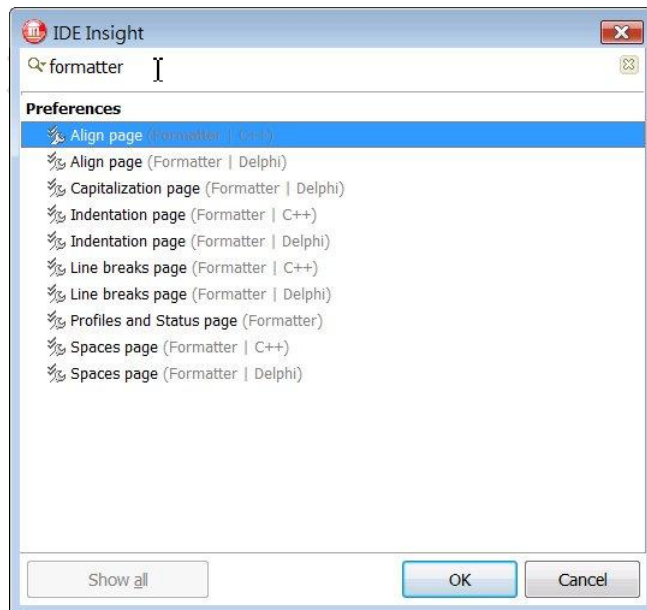 IDE Insight
formatter
Preferences
Align page (Formatter | C++)
Align page (Formatter | Delphi)
Capitalization page (Formatter | Delphi)
Indentation page (Formatter | C++)
Indentation page (Formatter | Delphi)
Line breaks page (Formatter | C++)
Line breaks page (Formatter | Delphi)
Profiles and Status page (Formatter)
Spaces page (Formatter | C++)
Spaces page (Formatter | Delphi)
Show all OK Cancel